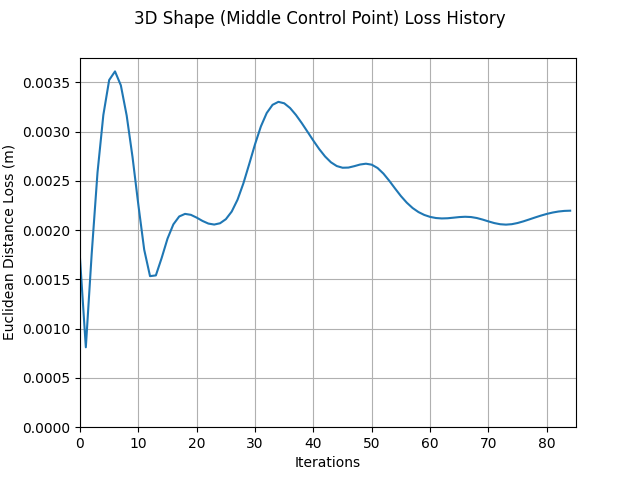 3D Shape (Middle Control Point) Loss History
Euclidean Distance Loss (m)
0.0035
0.0030
0.0025
0.0020
0.0015
0.0010
0.0005
0.0000
0 10 20 30 40 50 60 70 80
Iterations